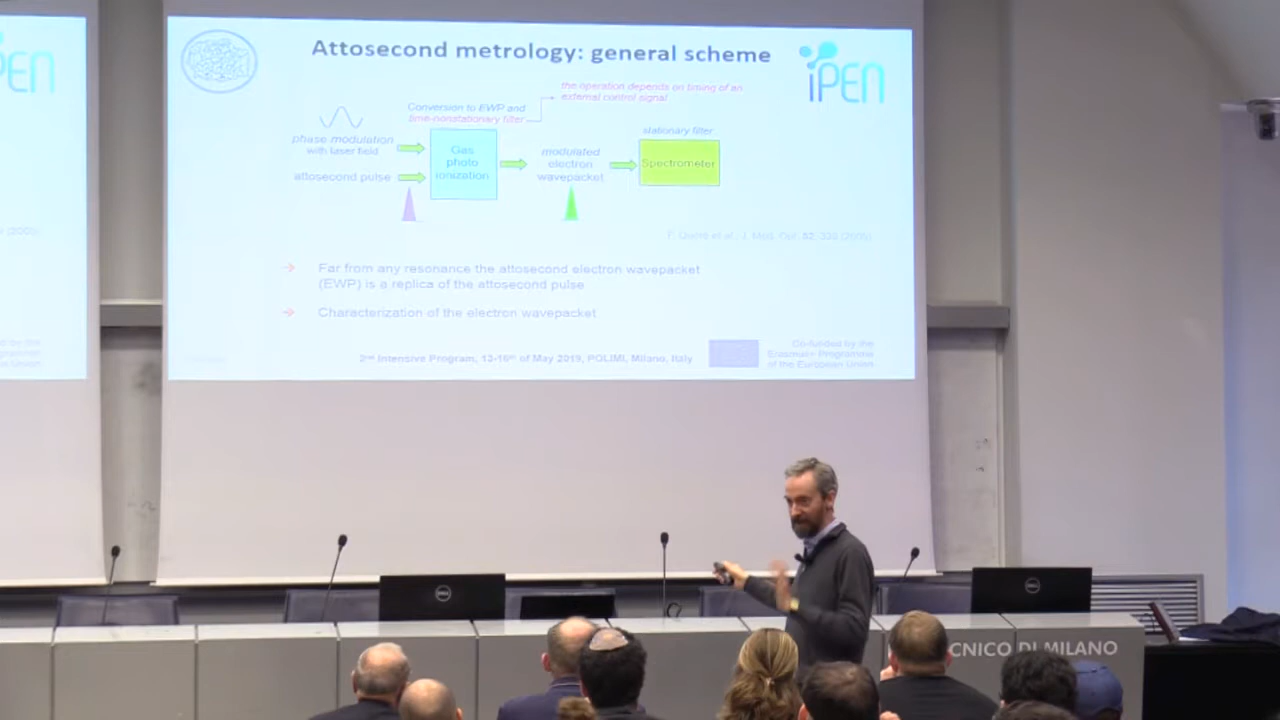 Attosecond metrology: general scheme
iPEN
the operation depends on timing of an
external control signal
Conversion to EWP and
time-nonstationary filter
phase modulation
with laser field
attosecond pulse
Gas
photo
ionization
modulated
electron
wavepacket
stationary filter
Spectrometer
Far from any resonance the attosecond electron wavepacket
(EWP) is a replica of the attosecond pulse
Characterization of the electron wavepacket
2nd Intensive Program, 13-16th of May 2019, POLIMI, Milano, Italy
Co-funded by the
Erasmus+ Programme
of the European Union
PEN
DELL
DELL
CNICO DI MILANO